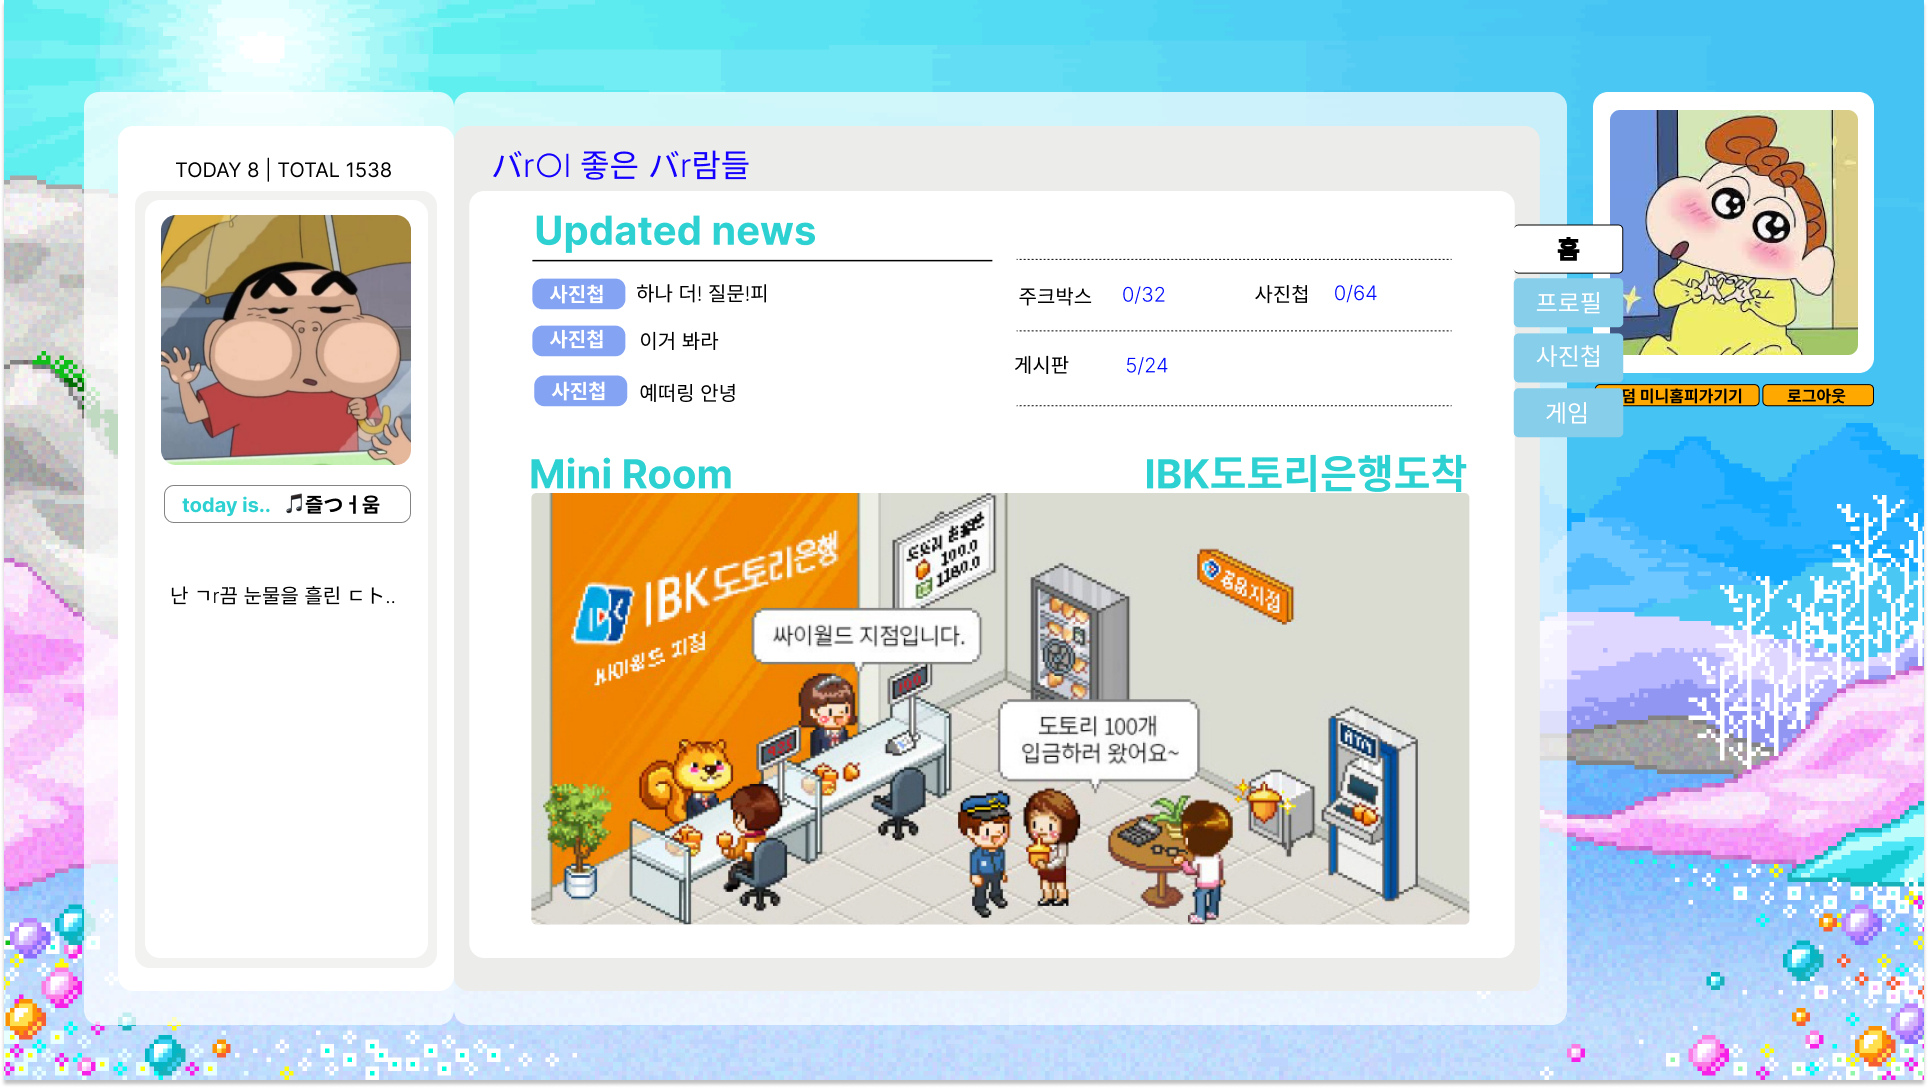 TODAY 8 | TOTAL 1538
today is.. 🎵즐つㅓ움
난 ㄱr끔 눈물을 흘린 ㄷㅏ..
バrㅇl 좋은 バr람들
Updated news
사진첩 하나 더! 질문!피
사진첩 이거 봐라
사진첩 예떠링 안녕
주크박스 0/32 사진첩 0/64
게시판 5/24
Mini Room
IBK도토리은행도착
IBK도토리은행
싸이월드 지점
도토리 환율
100.0
1180.0
싸이월드 지점입니다.
도토리 100개
입금하러 왔어요~
ATM
홈
프로필
사진첩
게임
덤 미니홈피가기기
로그아웃